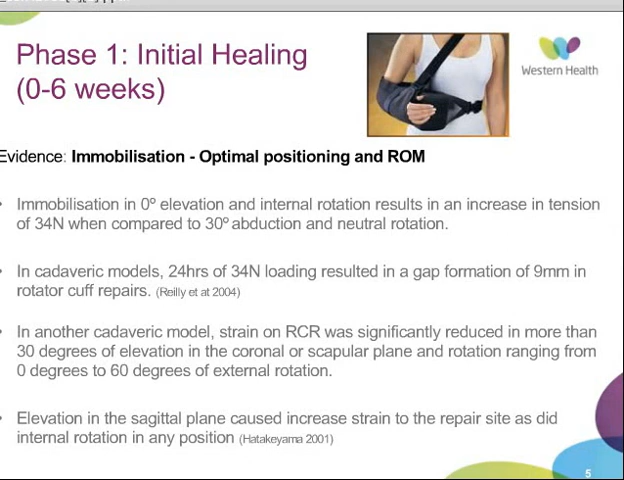 Phase 1: Initial Healing
(0-6 weeks)
Western Health
Evidence: Immobilisation - Optimal positioning and ROM
Immobilisation in 0º elevation and internal rotation results in an increase in tension
of 34N when compared to 30º abduction and neutral rotation.
In cadaveric models, 24hrs of 34N loading resulted in a gap formation of 9mm in
rotator cuff repairs. (Reilly et at 2004)
In another cadaveric model, strain on RCR was significantly reduced in more than
30 degrees of elevation in the coronal or scapular plane and rotation ranging from
0 degrees to 60 degrees of external rotation.
Elevation in the sagittal plane caused increase strain to the repair site as did
internal rotation in any position (Hatakeyama 2001)
5